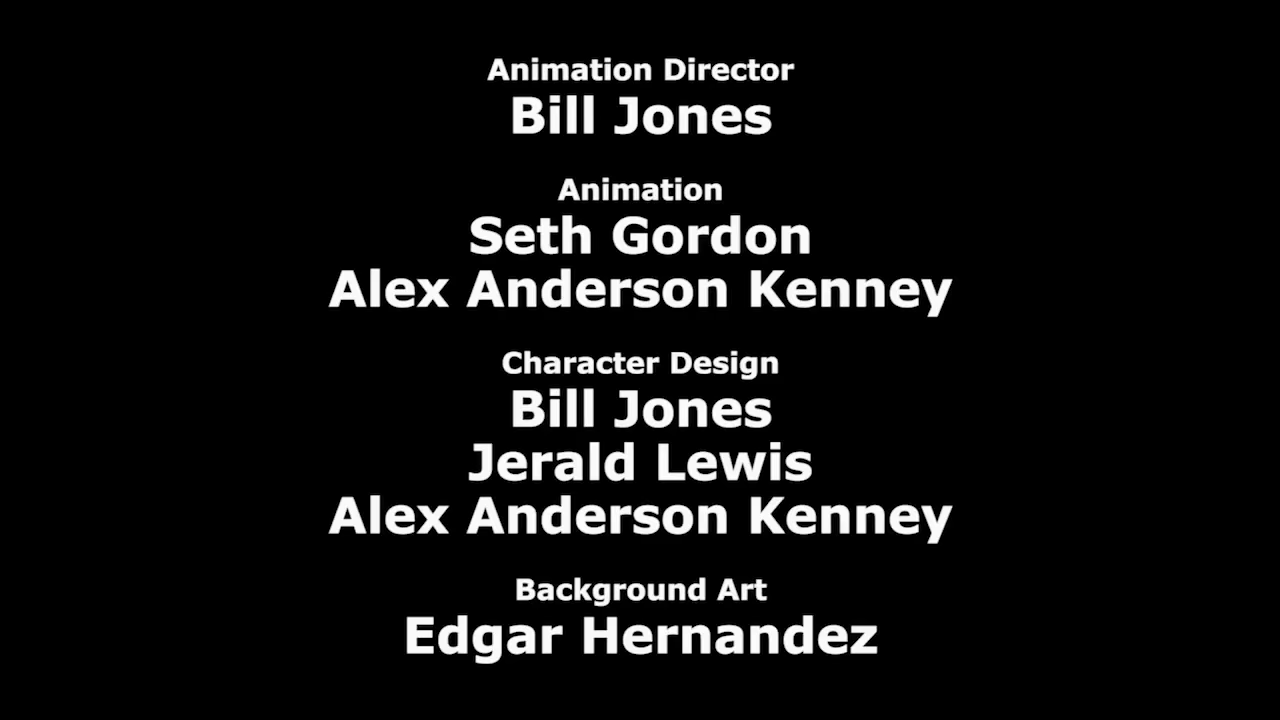 Animation Director
Bill Jones
Animation
Seth Gordon
Alex Anderson Kenney
Character Design
Bill Jones
Jerald Lewis
Alex Anderson Kenney
Background Art
Edgar Hernandez